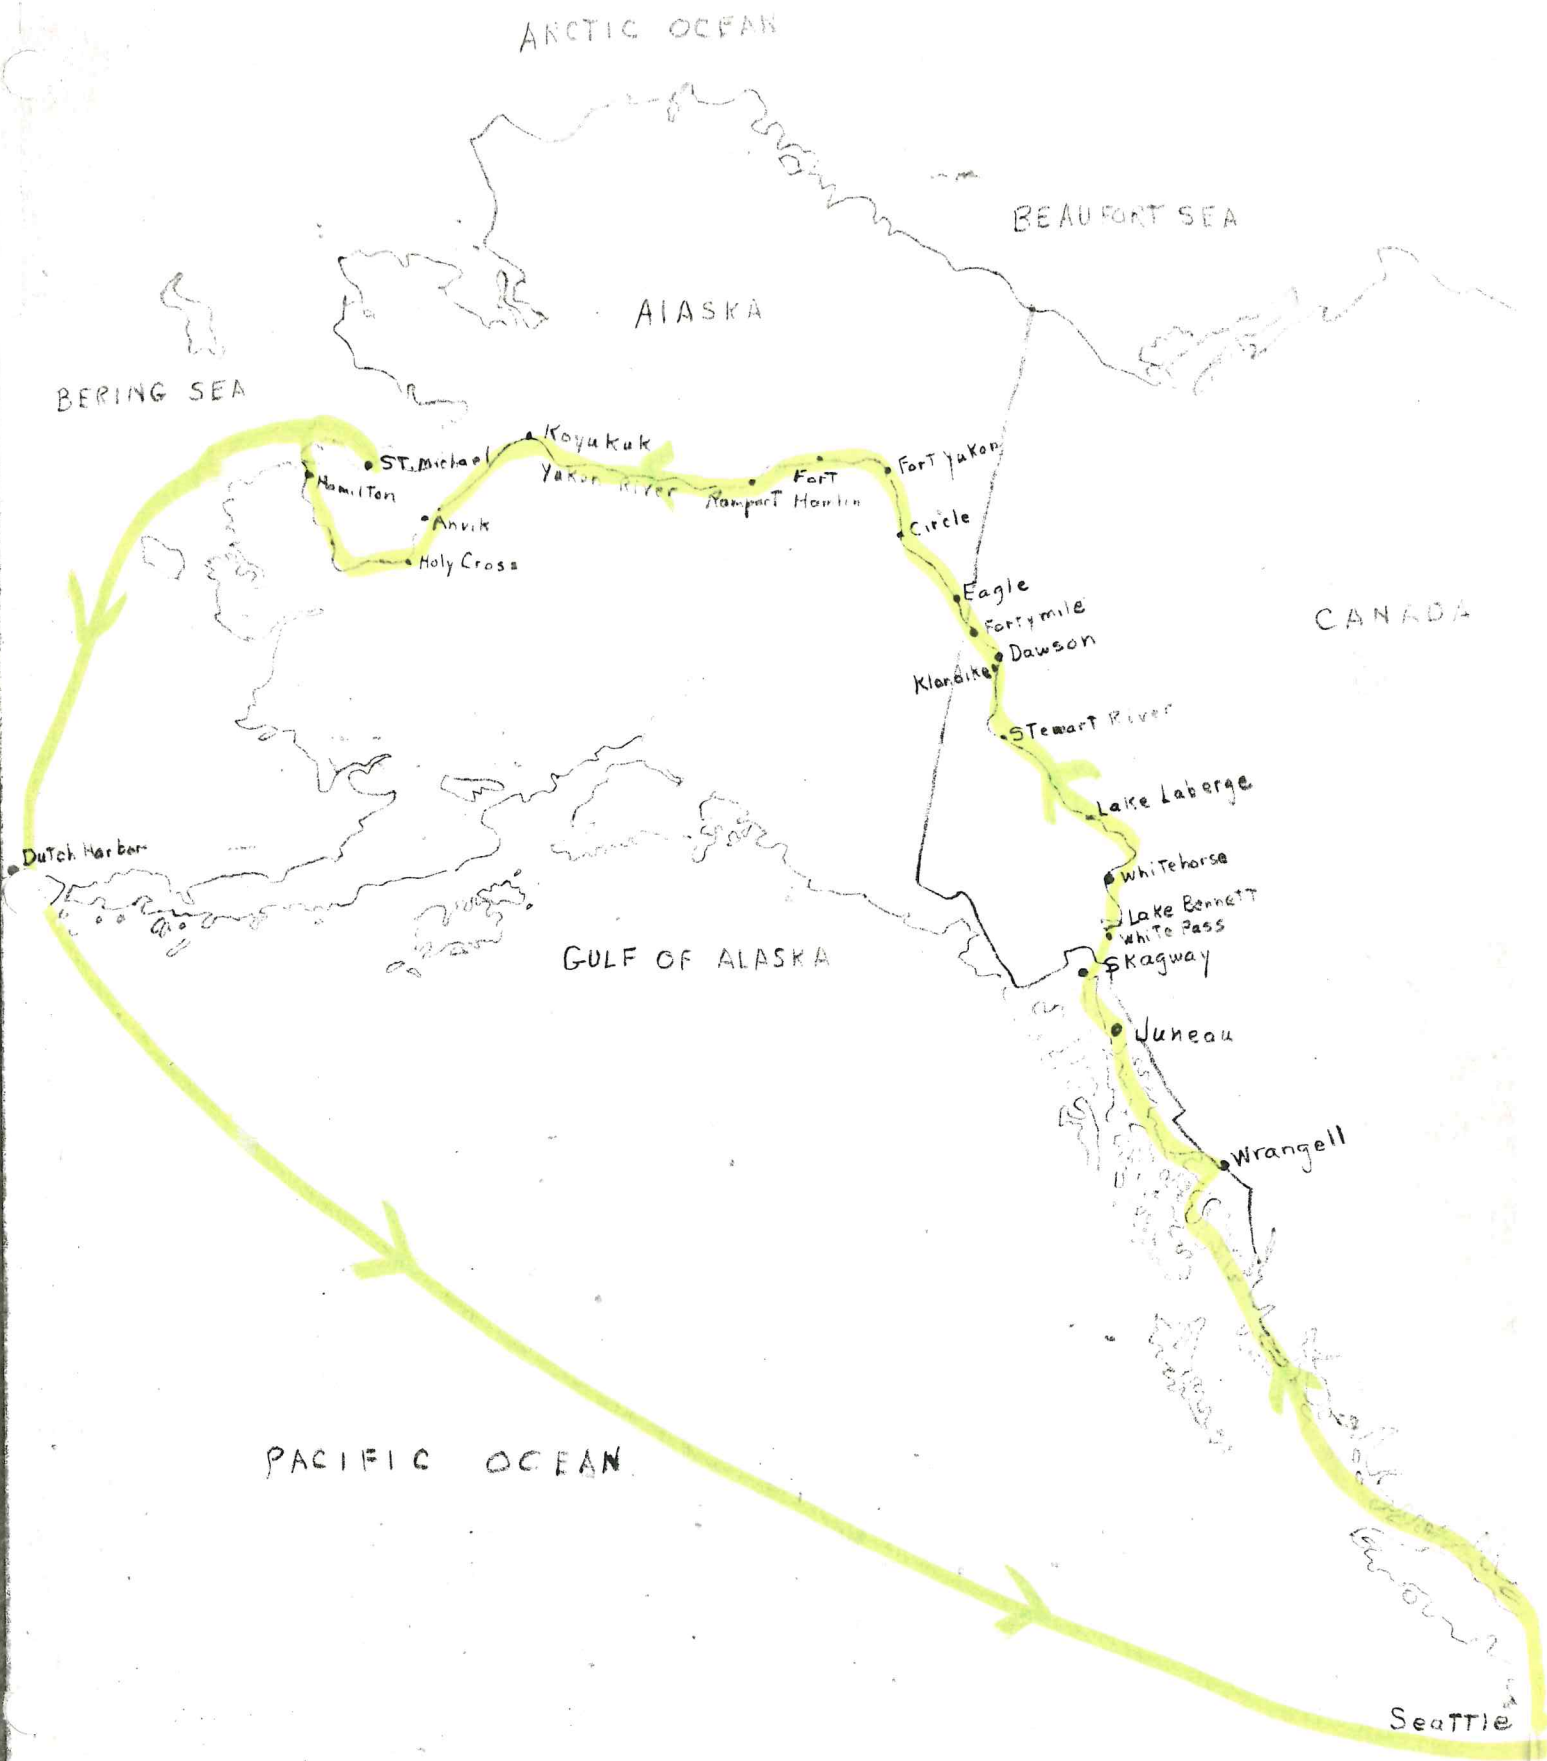 ARCTIC OCEAN
BEAUFORT SEA
ALASKA
BERING SEA
Koyukuk
ST. Michael
Yukon River
Hamilton
Rampart
Fort
Hamlin
Fort Yukon
Anvik
Circle
Holy Cross
Eagle
Fortymile
CANADA
Dawson
Klondike
STewart River
Lake Laberge
Dutch Harbor
Whitehorse
Lake Bennett
White Pass
Skagway
GULF OF ALASKA
Juneau
Wrangell
PACIFIC OCEAN
Seattle